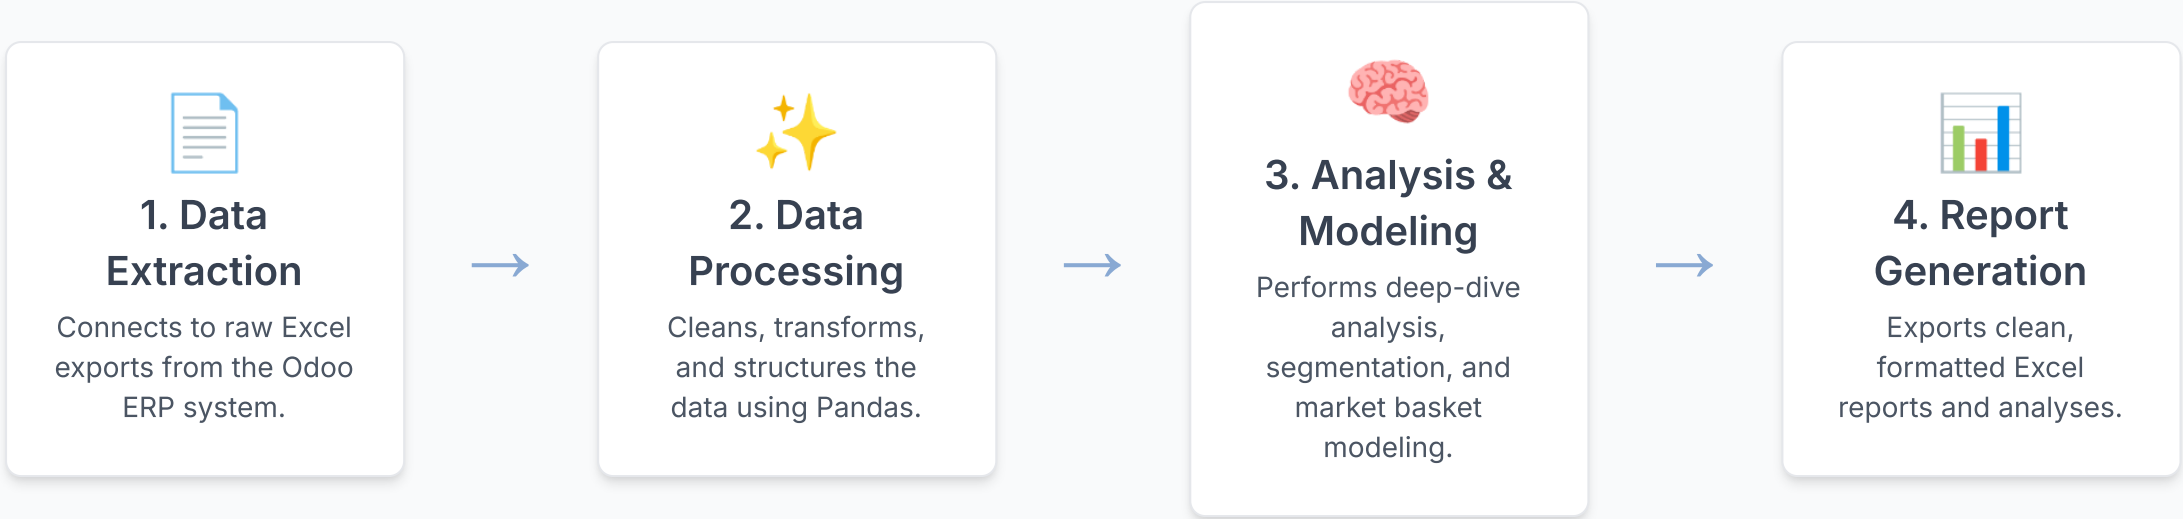 1. Data
Extraction
Connects to raw Excel
exports from the Odoo
ERP system.
→
2. Data
Processing
Cleans, transforms,
and structures the
data using Pandas.
→
3. Analysis &
Modeling
Performs deep-dive
analysis,
segmentation, and
market basket
modeling.
→
4. Report
Generation
Exports clean,
formatted Excel
reports and analyses.